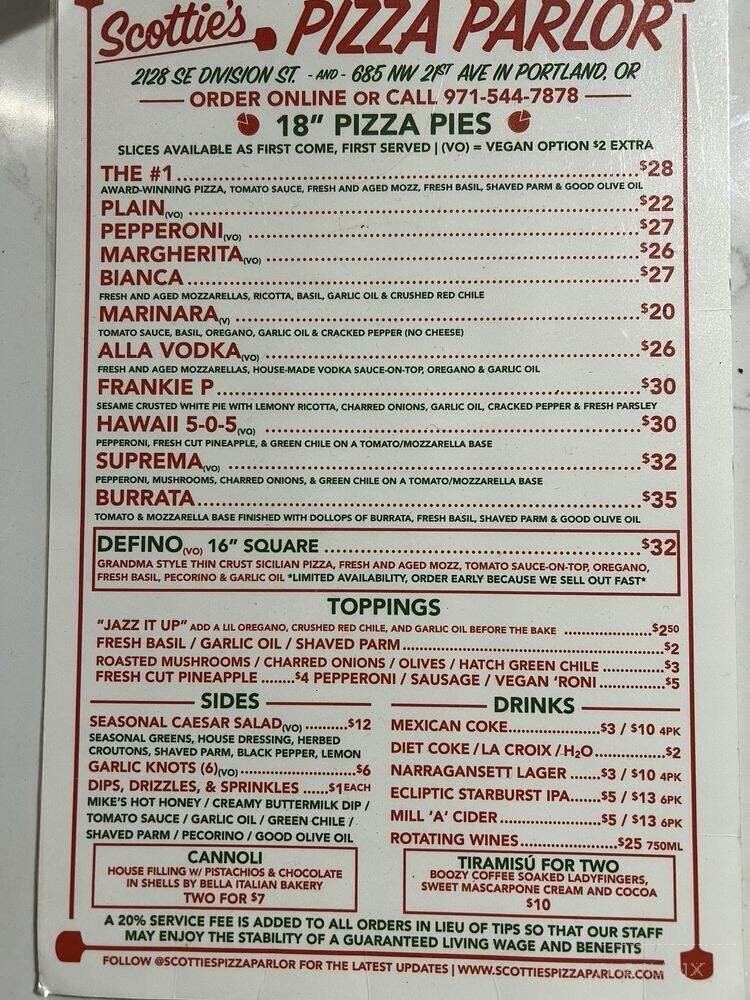 Scottie's PIZZA PARLOR
2128 SE DIVISION ST. - AND - 685 NW 21ST AVE IN PORTLAND, OR
ORDER ONLINE OR CALL 971-544-7878
18" PIZZA PIES
SLICES AVAILABLE AS FIRST COME, FIRST SERVED | (VO) = VEGAN OPTION $2 EXTRA
THE #1 $28
AWARD-WINNING PIZZA, TOMATO SAUCE, FRESH AND AGED MOZZ, FRESH BASIL, SHAVED PARM & GOOD OLIVE OIL
PLAIN(VO) $22
PEPPERONI(VO) $27
MARGHERITA(VO) $26
BIANCA $27
FRESH AND AGED MOZZARELLAS, RICOTTA, BASIL, GARLIC OIL & CRUSHED RED CHILE
MARINARA(V) $20
TOMATO SAUCE, BASIL, OREGANO, GARLIC OIL & CRACKED PEPPER (NO CHEESE)
ALLA VODKA(VO) $26
FRESH AND AGED MOZZARELLAS, HOUSE-MADE VODKA SAUCE-ON-TOP, OREGANO & GARLIC OIL
FRANKIE P. $30
SESAME CRUSTED WHITE PIE WITH LEMONY RICOTTA, CHARRED ONIONS, GARLIC OIL, CRACKED PEPPER & FRESH PARSLEY
HAWAII 5-0-5(VO) $30
PEPPERONI, FRESH CUT PINEAPPLE, & GREEN CHILE ON A TOMATO/MOZZARELLA BASE
SUPREMA(VO) $32
PEPPERONI, MUSHROOMS, CHARRED ONIONS, & GREEN CHILE ON A TOMATO/MOZZARELLA BASE
BURRATA $35
TOMATO & MOZZARELLA BASE FINISHED WITH DOLLOPS OF BURRATA, FRESH BASIL, SHAVED PARM & GOOD OLIVE OIL
DEFINO(VO) 16" SQUARE $32
GRANDMA STYLE THIN CRUST SICILIAN PIZZA, FRESH AND AGED MOZZ, TOMATO SAUCE-ON-TOP, OREGANO,
FRESH BASIL, PECORINO & GARLIC OIL *LIMITED AVAILABILITY, ORDER EARLY BECAUSE WE SELL OUT FAST*
TOPPINGS
"JAZZ IT UP" ADD A LIL OREGANO, CRUSHED RED CHILE, AND GARLIC OIL BEFORE THE BAKE $2.50
FRESH BASIL / GARLIC OIL / SHAVED PARM $2
ROASTED MUSHROOMS / CHARRED ONIONS / OLIVES / HATCH GREEN CHILE $3
FRESH CUT PINEAPPLE $4 PEPPERONI / SAUSAGE / VEGAN 'RONI $5
SIDES
SEASONAL CAESAR SALAD(VO) $12
SEASONAL GREENS, HOUSE DRESSING, HERBED
CROUTONS, SHAVED PARM, BLACK PEPPER, LEMON
GARLIC KNOTS (6)(VO) $6
DIPS, DRIZZLES, & SPRINKLES $1 EACH
MIKE'S HOT HONEY / CREAMY BUTTERMILK DIP /
TOMATO SAUCE / GARLIC OIL / GREEN CHILE /
SHAVED PARM / PECORINO / GOOD OLIVE OIL
CANNOLI
HOUSE FILLING W/ PISTACHIOS & CHOCOLATE
IN SHELLS BY BELLA ITALIAN BAKERY
TWO FOR $7
DRINKS
MEXICAN COKE $3 / $10 4PK
DIET COKE / LA CROIX / H2O $2
NARRAGANSETT LAGER $3 / $10 4PK
ECLIPTIC STARBURST IPA $5 / $13 6PK
MILL 'A' CIDER $5 / $13 6PK
ROTATING WINES $25 750ML
TIRAMISÚ FOR TWO
BOOZY COFFEE SOAKED LADYFINGERS,
SWEET MASCARPONE CREAM AND COCOA
$10
A 20% SERVICE FEE IS ADDED TO ALL ORDERS IN LIEU OF TIPS SO THAT OUR STAFF
MAY ENJOY THE STABILITY OF A GUARANTEED LIVING WAGE AND BENEFITS
FOLLOW @SCOTTIESPIZZAPARLOR FOR THE LATEST UPDATES | WWW.SCOTTIESPIZZAPARLOR.COM